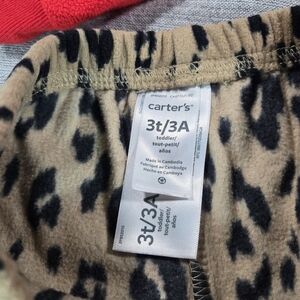 carter's™
3t/3A
toddler/
tout-petit/
años
Made in Cambodia
Fabriqué au Cambodge
Hecho en Camboya
3t/3A
toddler/
tout-petit/
años